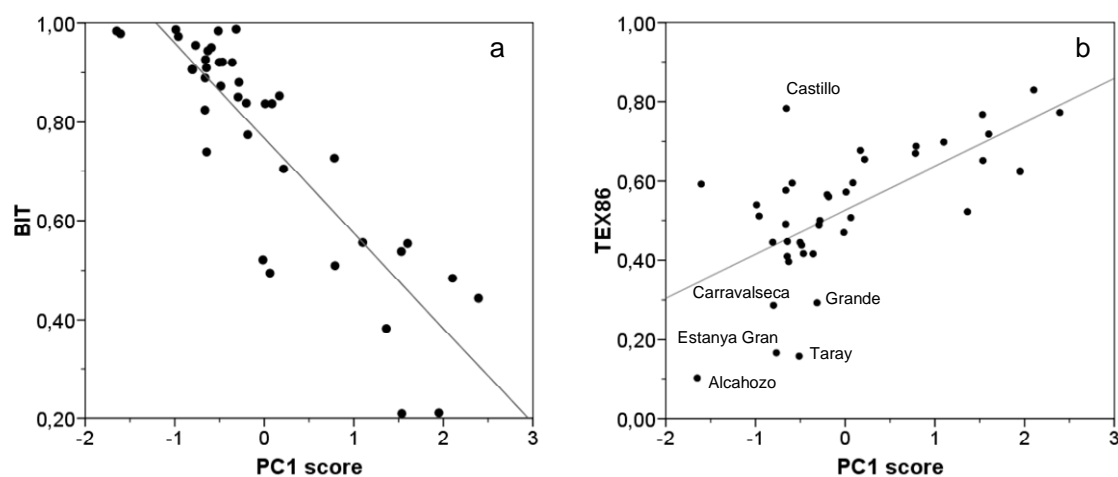 a
1,00
0,80
0,60
0,40
0,20
BIT
-2 -1 0 1 2 3
PC1 score
b
1,00
0,80
0,60
0,40
0,20
0,00
TEX86
Castillo
Carravalseca
Grande
Estanya Gran
Taray
Alcahozo
-2 -1 0 1 2 3
PC1 score